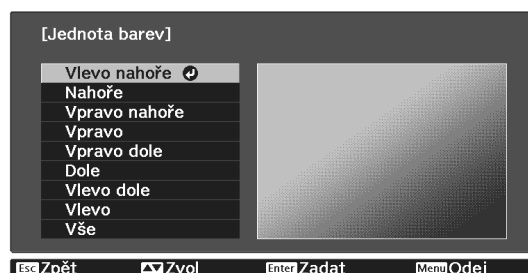 [Jednota barev]
Vlevo nahoře
Nahoře
Vpravo nahoře
Vpravo
Vpravo dole
Dole
Vlevo dole
Vlevo
Vše
Esc Zpět Zvol Enter Zadat Menu Odej